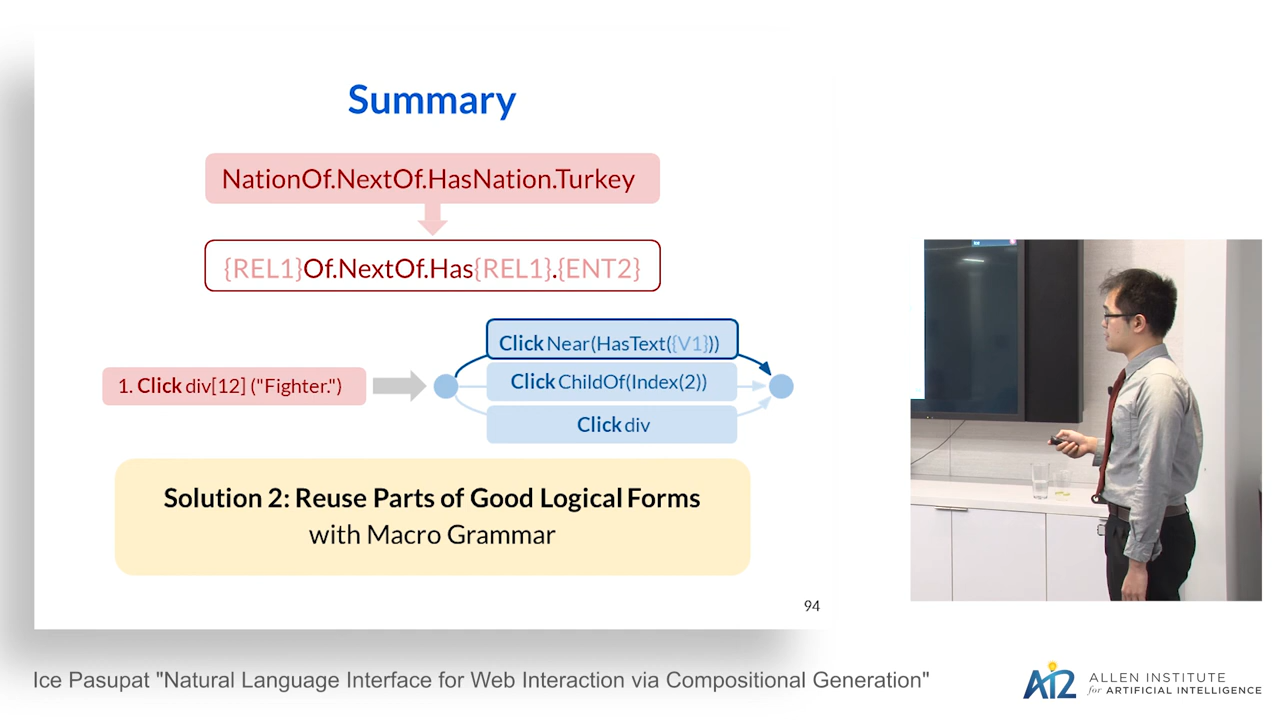 Summary
NationOf.NextOf.HasNation.Turkey
{REL1}Of.NextOf.Has{REL1}.{ENT2}
Click Near(HasText({V1}))
1. Click div[12] ("Fighter.")
Click ChildOf(Index(2))
Click div
Solution 2: Reuse Parts of Good Logical Forms
with Macro Grammar
94
Ice Pasupat "Natural Language Interface for Web Interaction via Compositional Generation"
AI2 ALLEN INSTITUTE
for ARTIFICIAL INTELLIGENCE